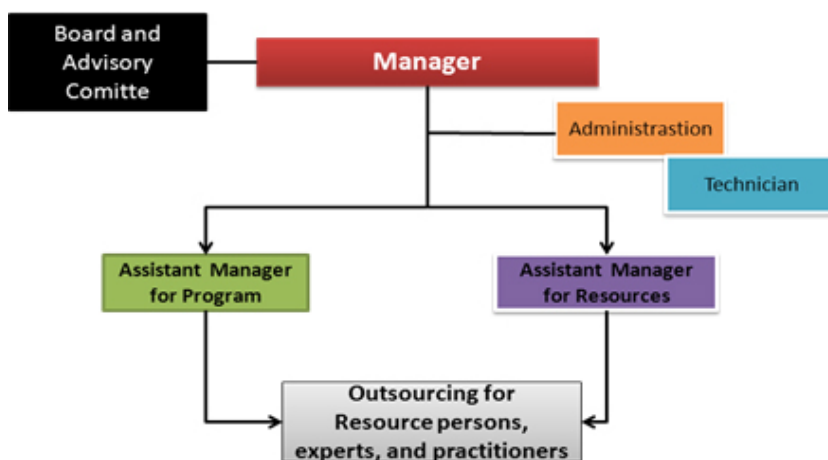 Board and
Advisory
Comitte
Manager
Administrastion
Technician
Assistant Manager
for Program
Assistant Manager
for Resources
Outsourcing for
Resource persons,
experts, and practitioners